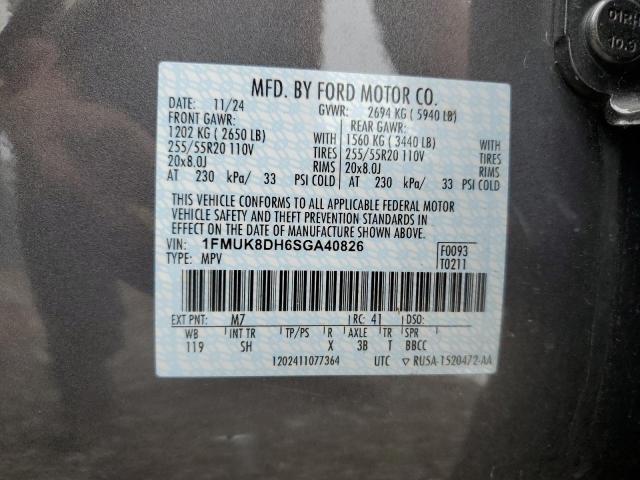 MFD. BY FORD MOTOR CO.
DATE: 11/24 GVWR: 2694 KG ( 5940 LB)
FRONT GAWR: REAR GAWR:
1202 KG ( 2650 LB) WITH 1560 KG ( 3440 LB) WITH
255/55R20 110V TIRES 255/55R20 110V TIRES
20x8.0J RIMS 20x8.0J RIMS
AT 230 kPa/ 33 PSI COLD AT 230 kPa/ 33 PSI COLD
THIS VEHICLE CONFORMS TO ALL APPLICABLE FEDERAL MOTOR
VEHICLE SAFETY AND THEFT PREVENTION STANDARDS IN
EFFECT ON THE DATE OF MANUFACTURE SHOWN ABOVE.
VIN: 1FMUK8DH6SGA40826 F0093
TYPE: MPV T0211
EXT PNT: M7 RC: 41 DSO:
WB INT TR TP/PS R AXLE TR SPR
119 SH X 3B T BBCC
1202411077364 UTC ▽ RU5A-1520472-AA
10.9